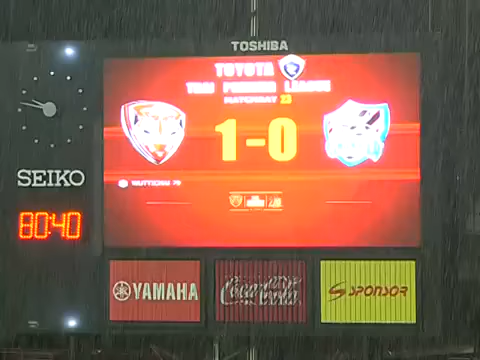 TOSHIBA
TOYOTA
THAI PREMIER LEAGUE
MATCHDAY 23
1-0
SEIKO
80:40
YAMAHA
Coca-Cola
SPONSOR